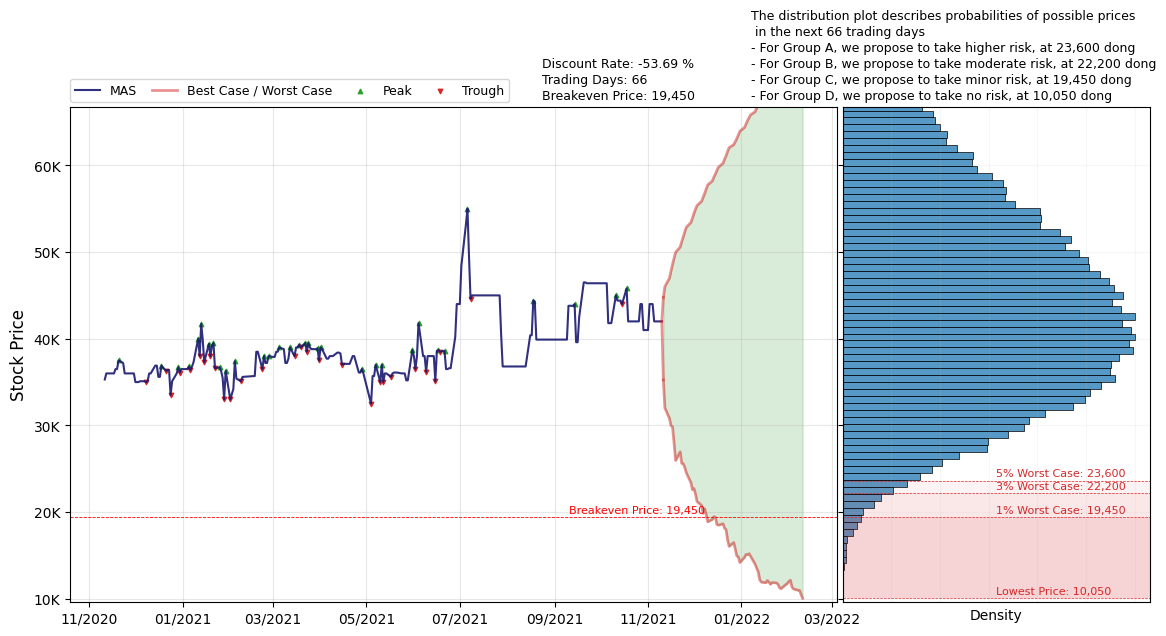 The distribution plot describes probabilities of possible prices
in the next 66 trading days
- For Group A, we propose to take higher risk, at 23,600 dong
- For Group B, we propose to take moderate risk, at 22,200 dong
- For Group C, we propose to take minor risk, at 19,450 dong
- For Group D, we propose to take no risk, at 10,050 dong
Discount Rate: -53.69 %
Trading Days: 66
Breakeven Price: 19,450
MAS
Best Case / Worst Case
Peak
Trough
Stock Price
60K
50K
40K
30K
20K
10K
Breakeven Price: 19,450
5% Worst Case: 23,600
3% Worst Case: 22,200
1% Worst Case: 19,450
Lowest Price: 10,050
11/2020
01/2021
03/2021
05/2021
07/2021
09/2021
11/2021
01/2022
03/2022
Density